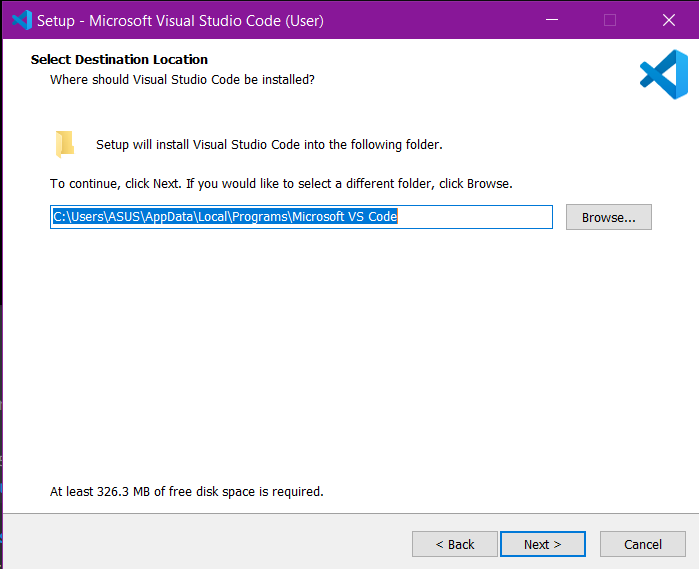 Setup - Microsoft Visual Studio Code (User)
Select Destination Location
Where should Visual Studio Code be installed?
Setup will install Visual Studio Code into the following folder.
To continue, click Next. If you would like to select a different folder, click Browse.
C:\Users\ASUS\AppData\Local\Programs\Microsoft VS Code
Browse...
At least 326.3 MB of free disk space is required.
< Back
Next >
Cancel